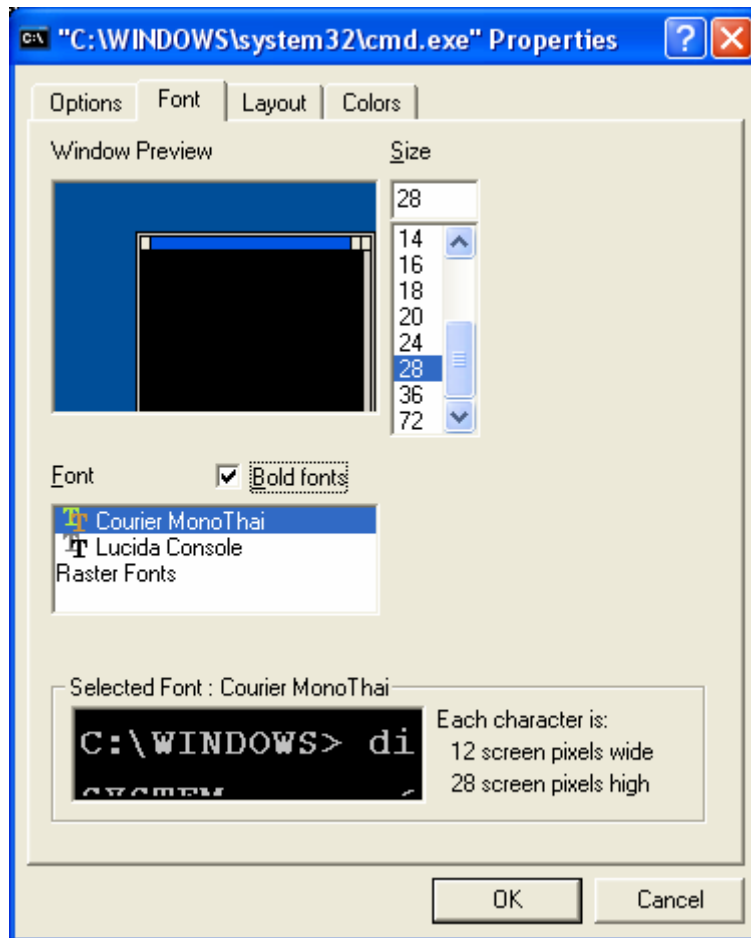 "C:\WINDOWS\system32\cmd.exe" Properties
Options Font Layout Colors
Window Preview
Size
28
14
16
18
20
24
28
36
72
Font
Bold fonts
Courier MonoThai
Lucida Console
Raster Fonts
Selected Font : Courier MonoThai
C:\WINDOWS> di
SYSTEM
Each character is:
12 screen pixels wide
28 screen pixels high
OK Cancel